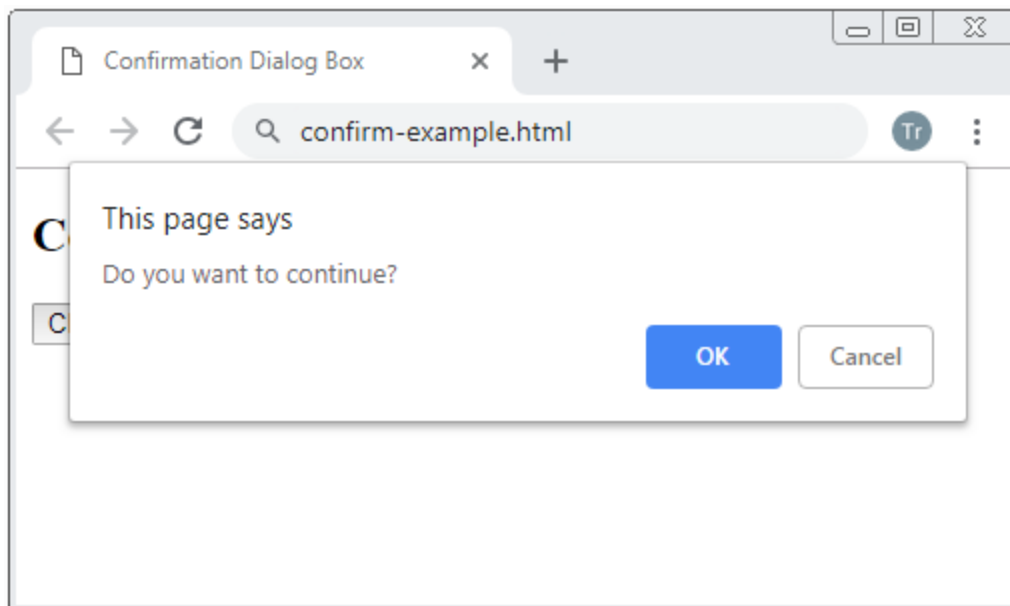 Confirmation Dialog Box
confirm-example.html
Tr
This page says
Do you want to continue?
OK
Cancel